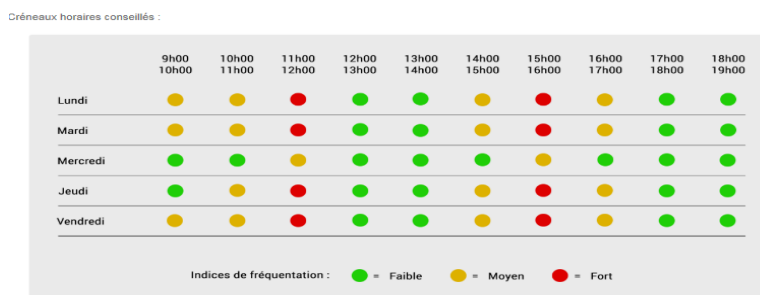 Créneaux horaires conseillés :
9h00 10h00 11h00 12h00 13h00 14h00 15h00 16h00 17h00 18h00
10h00 11h00 12h00 13h00 14h00 15h00 16h00 17h00 18h00 19h00
Lundi
Mardi
Mercredi
Jeudi
Vendredi
Indices de fréquentation : = Faible = Moyen = Fort